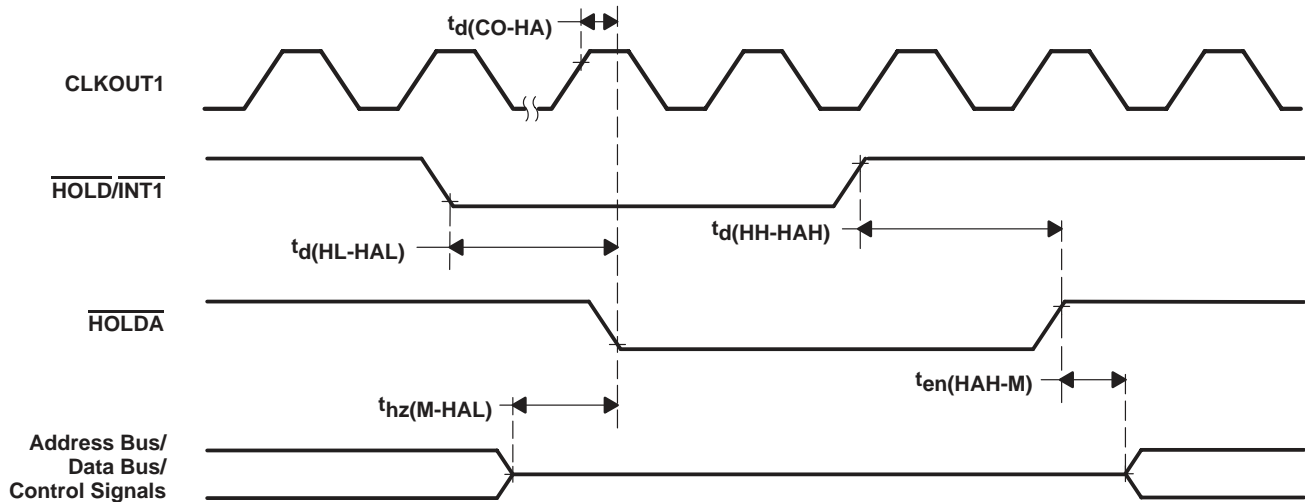 td(CO-HA)
CLKOUT1
HOLD/INT1
td(HL-HAL)
td(HH-HAH)
HOLDA
thz(M-HAL)
ten(HAH-M)
Address Bus/
Data Bus/
Control Signals